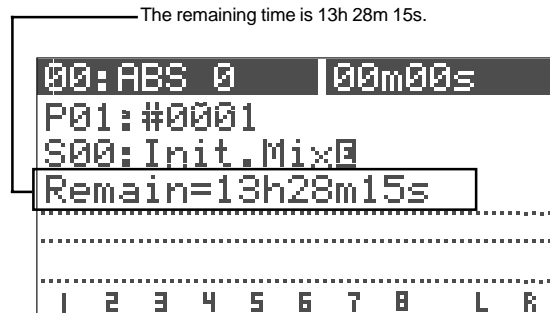 The remaining time is 13h 28m 15s.
00:ABS 0 00m00s
P01:#0001
S00:Init.MixE
Remain=13h28m15s
1 2 3 4 5 6 7 8 L R